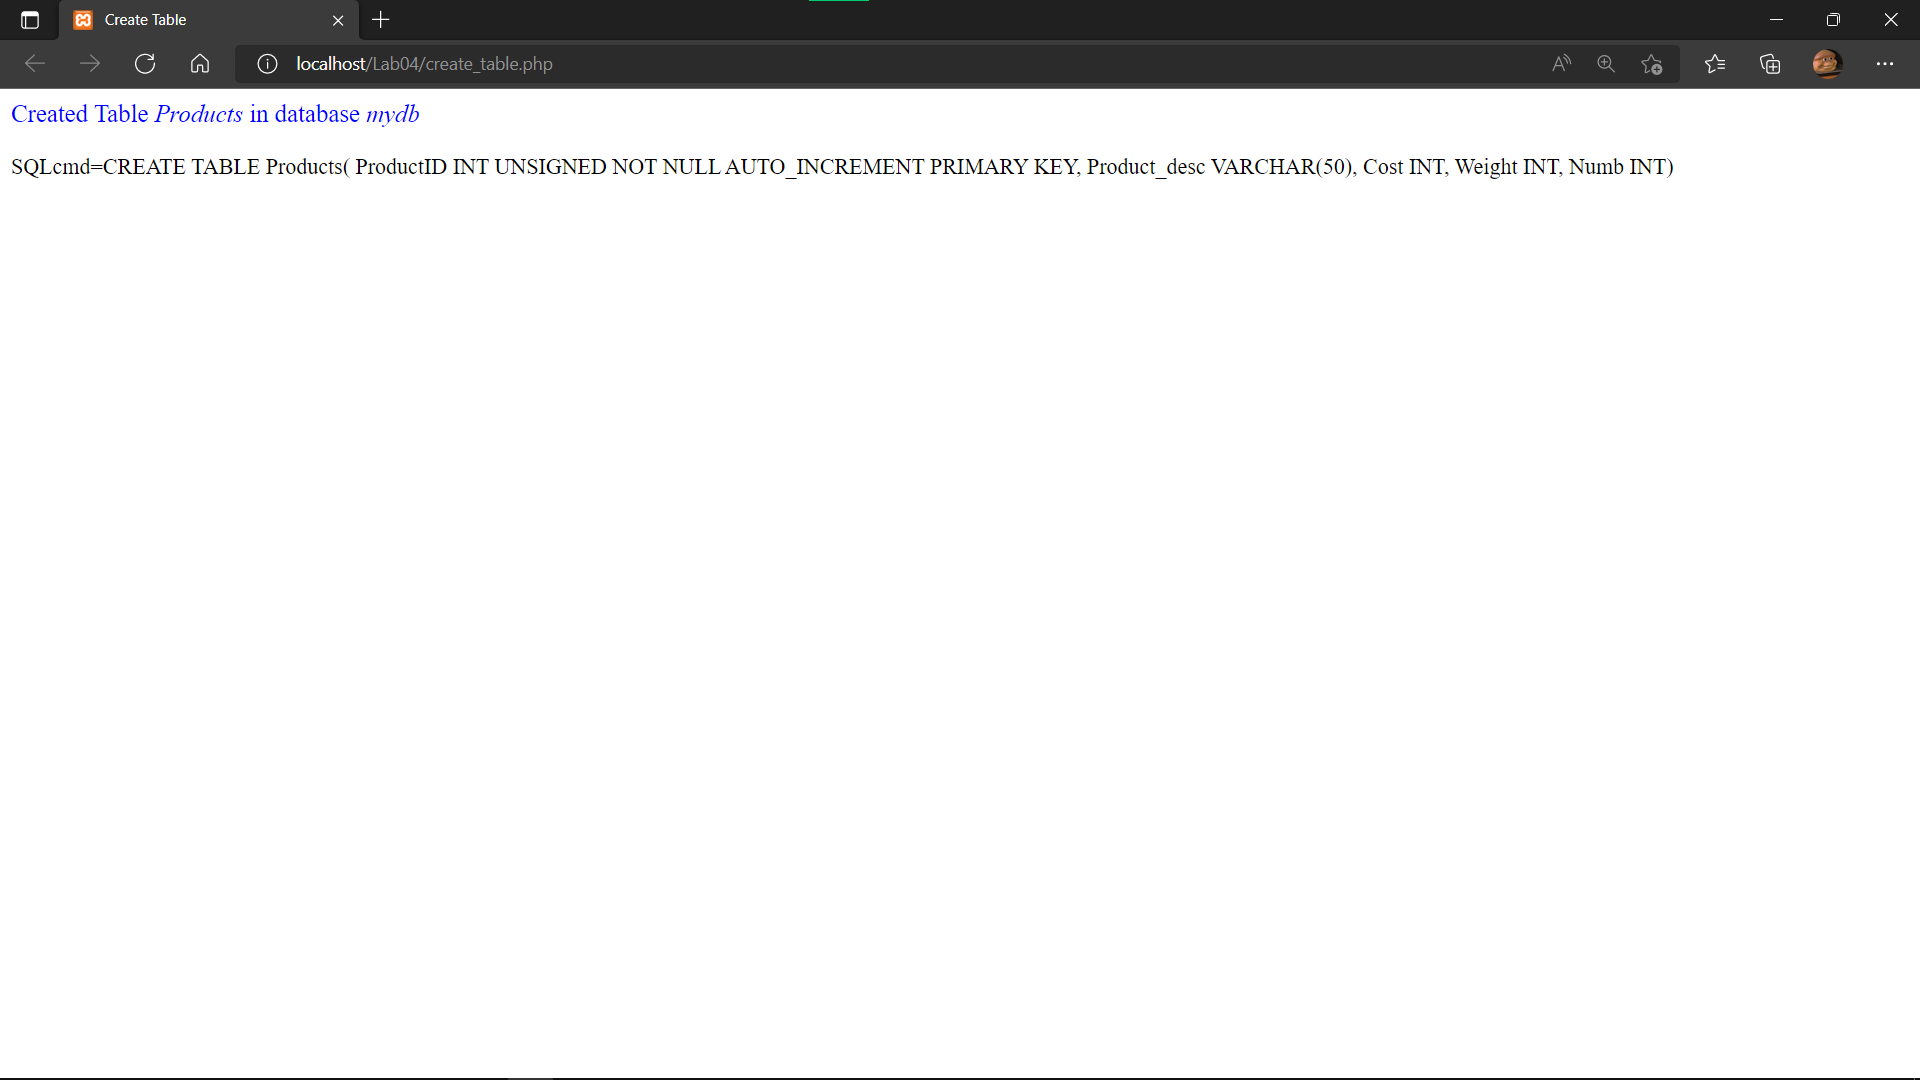 Create Table
localhost/Lab04/create_table.php
Created Table Products in database mydb
SQLcmd=CREATE TABLE Products( ProductID INT UNSIGNED NOT NULL AUTO_INCREMENT PRIMARY KEY, Product_desc VARCHAR(50), Cost INT, Weight INT, Numb INT)